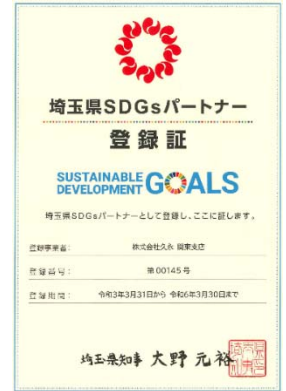 埼玉県SDGsパートナー
登録証
SUSTAINABLE DEVELOPMENT GOALS
埼玉県SDGsパートナーとして登録し、ここに証します。
登録事業者： 株式会社久永 関東支店
登録番号： 第 00145 号
登録期間： 令和3年3月31日から 令和6年3月30日まで
埼玉県知事 大野 元裕